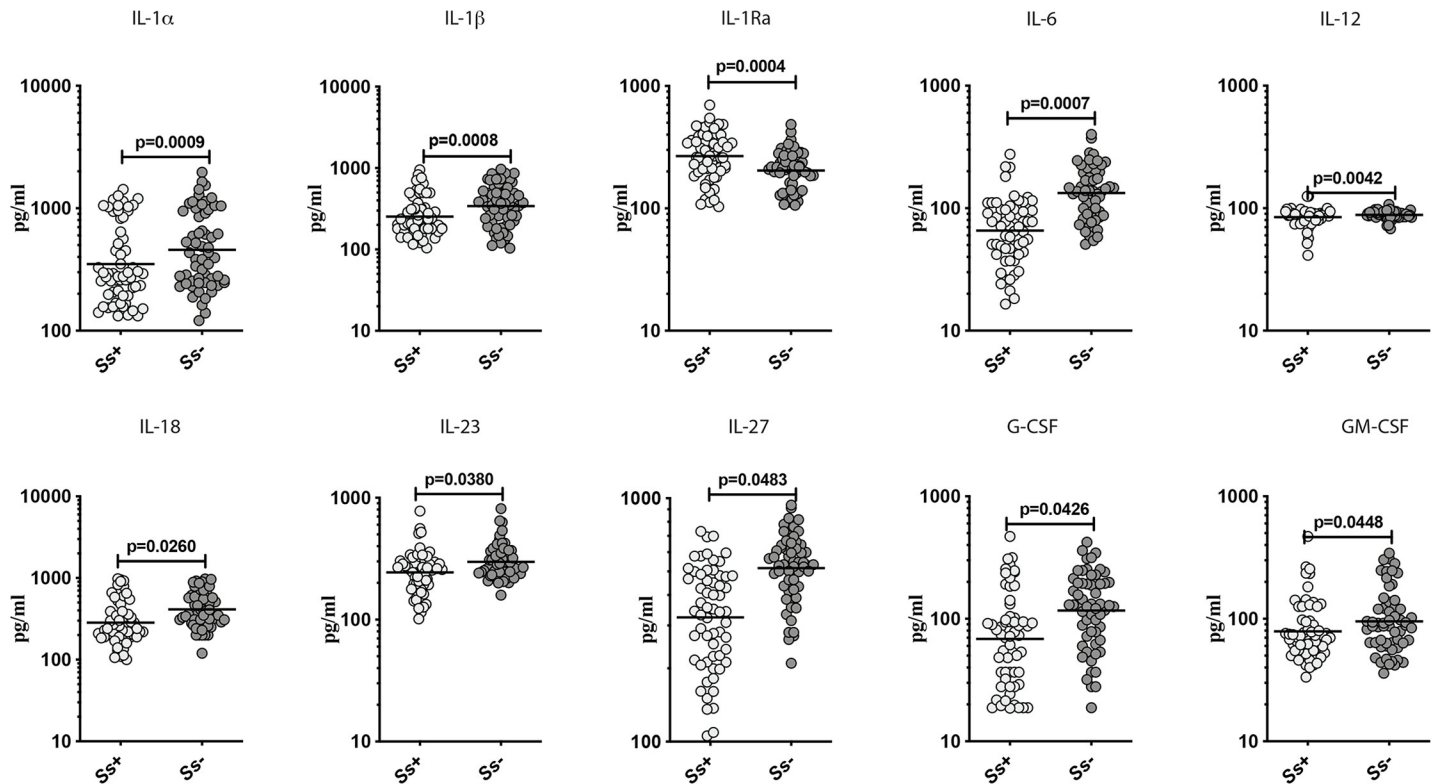 IL-1α
IL-1β
IL-1Ra
IL-6
IL-12
10000
1000
100
pg/ml
p=0.0009
Ss+
Ss-
10000
1000
100
10
pg/ml
p=0.0008
Ss+
Ss-
1000
100
10
pg/ml
p=0.0004
Ss+
Ss-
1000
100
10
pg/ml
p=0.0007
Ss+
Ss-
1000
100
10
pg/ml
p=0.0042
Ss+
Ss-
IL-18
IL-23
IL-27
G-CSF
GM-CSF
10000
1000
100
10
pg/ml
p=0.0260
Ss+
Ss-
1000
100
10
pg/ml
p=0.0380
Ss+
Ss-
1000
100
pg/ml
p=0.0483
Ss+
Ss-
1000
100
10
pg/ml
p=0.0426
Ss+
Ss-
1000
100
10
pg/ml
p=0.0448
Ss+
Ss-